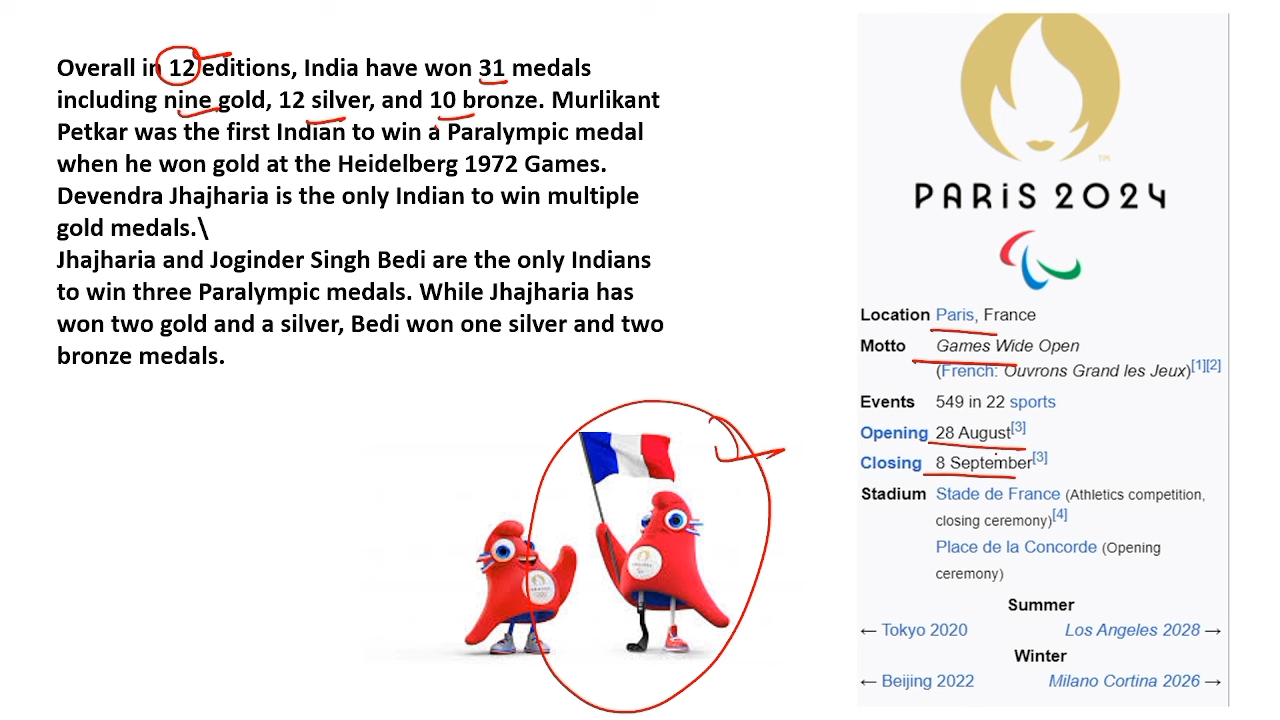 Overall in 12 editions, India have won 31 medals
including nine gold, 12 silver, and 10 bronze. Murlikant
Petkar was the first Indian to win a Paralympic medal
when he won gold at the Heidelberg 1972 Games.
Devendra Jhajharia is the only Indian to win multiple
gold medals.\
Jhajharia and Joginder Singh Bedi are the only Indians
to win three Paralympic medals. While Jhajharia has
won two gold and a silver, Bedi won one silver and two
bronze medals.
TM
PARIS 2024
Location Paris, France
Motto Games Wide Open
(French: Ouvrons Grand les Jeux)[1][2]
Events 549 in 22 sports
Opening 28 August[3]
Closing 8 September[3]
Stadium Stade de France (Athletics competition,
closing ceremony)[4]
Place de la Concorde (Opening
ceremony)
Summer
← Tokyo 2020 Los Angeles 2028 →
Winter
← Beijing 2022 Milano Cortina 2026 →